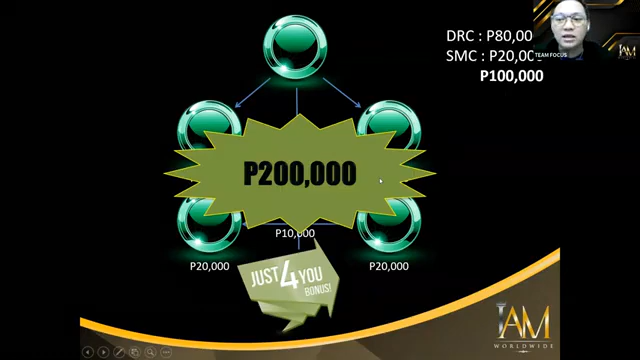 DRC : P80,00
SMC : P20,00
TEAM FOCUS
IAM
P100,000
P200,000
P10,000
P20,000
P20,000
JUST 4 YOU
BONUS!
IAM
WORLDWIDE